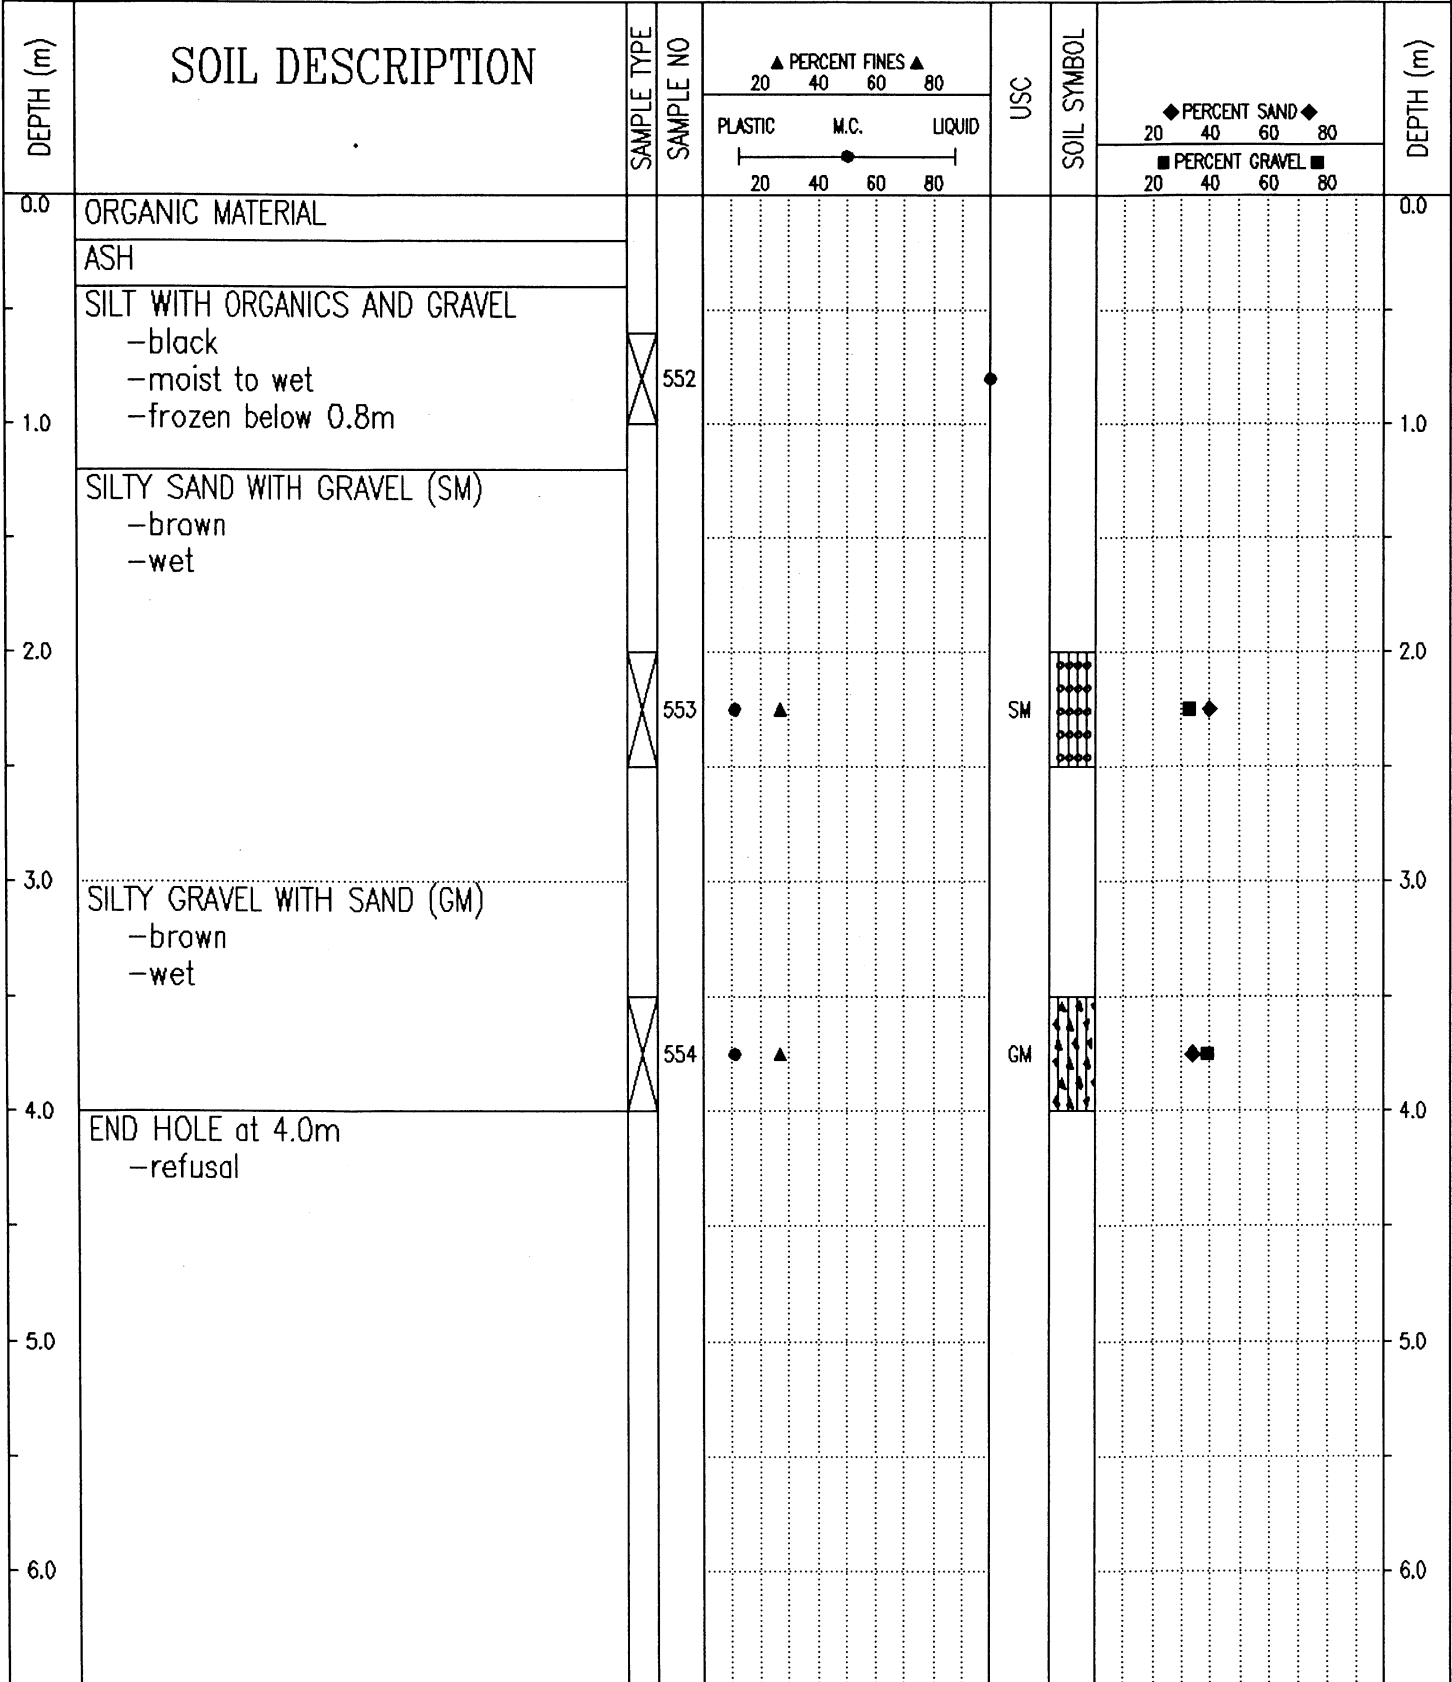 DEPTH (m)
SOIL DESCRIPTION
SAMPLE TYPE
SAMPLE NO
▲ PERCENT FINES ▲
20 40 60 80
PLASTIC M.C. LIQUID
20 40 60 80
USC
SOIL SYMBOL
◆ PERCENT SAND ◆
20 40 60 80
■ PERCENT GRAVEL ■
20 40 60 80
DEPTH (m)
0.0 ORGANIC MATERIAL 0.0
ASH
SILT WITH ORGANICS AND GRAVEL
-black
-moist to wet 552
-frozen below 0.8m
1.0 1.0
SILTY SAND WITH GRAVEL (SM)
-brown
-wet
2.0 2.0
553 SM
3.0 3.0
SILTY GRAVEL WITH SAND (GM)
-brown
-wet
554 GM
4.0 4.0
END HOLE at 4.0m
-refusal
5.0 5.0
6.0 6.0